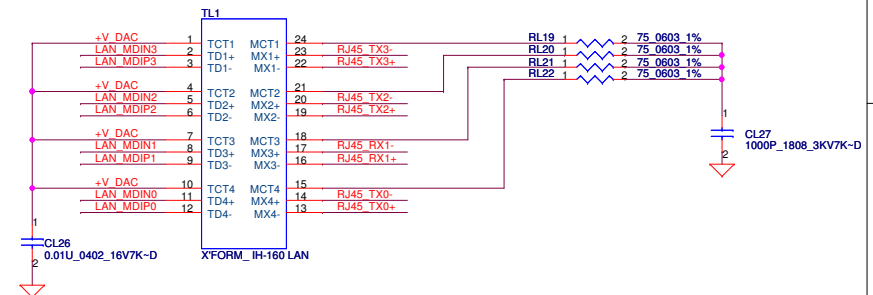 TL1
+V_DAC 1 TCT1 MCT1 24 RL19 1 2 75_0603_1%
LAN_MDIN3 2 TD1+ MX1+ 23 RJ45_TX3- RL20 1 2 75_0603_1%
LAN_MDIP3 3 TD1- MX1- 22 RJ45_TX3+ RL21 1 2 75_0603_1%
RL22 1 2 75_0603_1%
+V_DAC 4 TCT2 MCT2 21
LAN_MDIN2 5 TD2+ MX2+ 20 RJ45_TX2-
LAN_MDIP2 6 TD2- MX2- 19 RJ45_TX2+
1
CL27
1000P_1808_3KV7K~D
2
+V_DAC 7 TCT3 MCT3 18
LAN_MDIN1 8 TD3+ MX3+ 17 RJ45_RX1-
LAN_MDIP1 9 TD3- MX3- 16 RJ45_RX1+
+V_DAC 10 TCT4 MCT4 15
LAN_MDIN0 11 TD4+ MX4+ 14 RJ45_TX0-
LAN_MDIP0 12 TD4- MX4- 13 RJ45_TX0+
1
CL26
0.01U_0402_16V7K~D
2
X'FORM_ IH-160 LAN